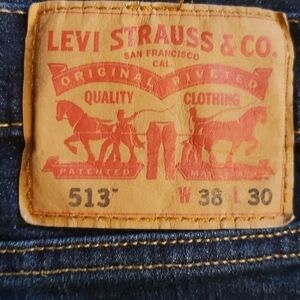 LEVI STRAUSS & CO.
SAN FRANCISCO
CAL.
ORIGINAL RIVETED
QUALITY CLOTHING
PATENTED
513™ W 38 L 30